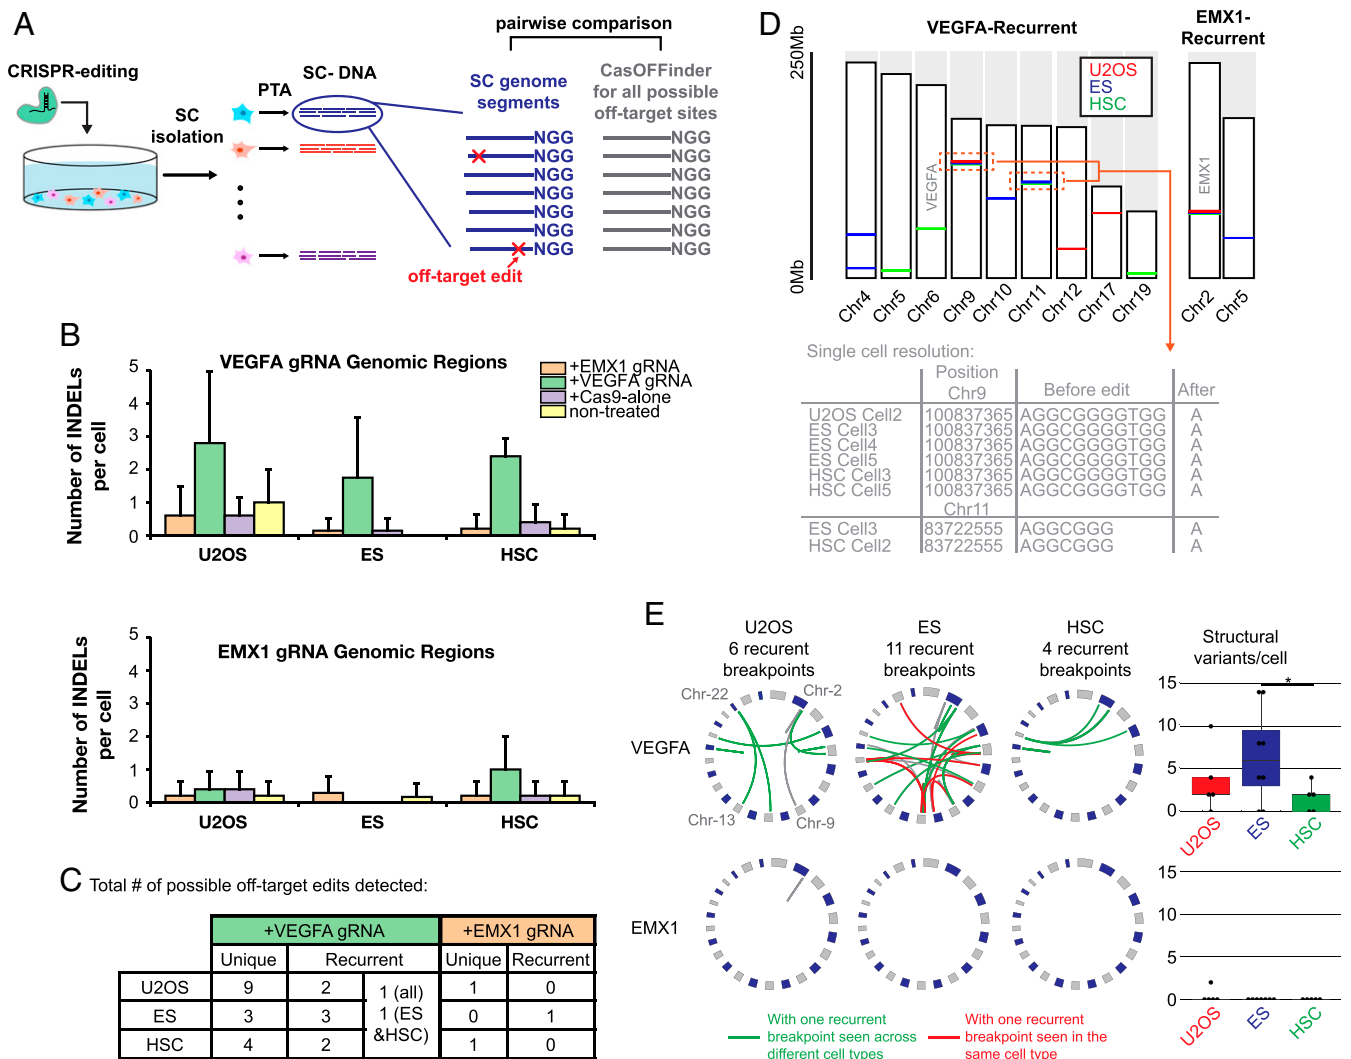 A
CRISPR-editing
SC
isolation
PTA
SC- DNA
pairwise comparison
SC genome
segments
CasOFFinder
for all possible
off-target sites
NGG NGG
NGG NGG
NGG NGG
NGG NGG
NGG NGG
NGG NGG
NGG NGG
off-target edit
B
VEGFA gRNA Genomic Regions
+EMX1 gRNA
+VEGFA gRNA
+Cas9-alone
non-treated
Number of INDELs
per cell
5
4
3
2
1
0
U2OS ES HSC
EMX1 gRNA Genomic Regions
Number of INDELs
per cell
5
4
3
2
1
0
U2OS ES HSC
C Total # of possible off-target edits detected:
+VEGFA gRNA +EMX1 gRNA
Unique Recurrent Unique Recurrent
U2OS 9 2 1 0
ES 3 3 0 1
HSC 4 2 1 0
1 (all)
1 (ES
&HSC)
D
VEGFA-Recurrent
EMX1-
Recurrent
250Mb
0Mb
U2OS
ES
HSC
VEGFA
EMX1
Chr4 Chr5 Chr6 Chr9 Chr10 Chr11 Chr12 Chr17 Chr19 Chr2 Chr5
Single cell resolution:
Position
Chr9 Before edit After
U2OS Cell2 100837365 AGGCGGGGTGG A
ES Cell3 100837365 AGGCGGGGTGG A
ES Cell4 100837365 AGGCGGGGTGG A
ES Cell5 100837365 AGGCGGGGTGG A
HSC Cell3 100837365 AGGCGGGGTGG A
HSC Cell5 100837365 AGGCGGGGTGG A
Chr11
ES Cell3 83722555 AGGCGGG A
HSC Cell2 83722555 AGGCGGG A
E
U2OS
6 recurent
breakpoints
ES
11 recurent
breakpoints
HSC
4 recurrent
breakpoints
Structural
variants/cell
Chr-22
Chr-2
VEGFA
Chr-13
Chr-9
*
15
10
5
0
U2OS ES HSC
EMX1
15
10
5
0
U2OS ES HSC
With one recurrent
breakpoint seen across
different cell types
With one recurrent
breakpoint seen in the
same cell type